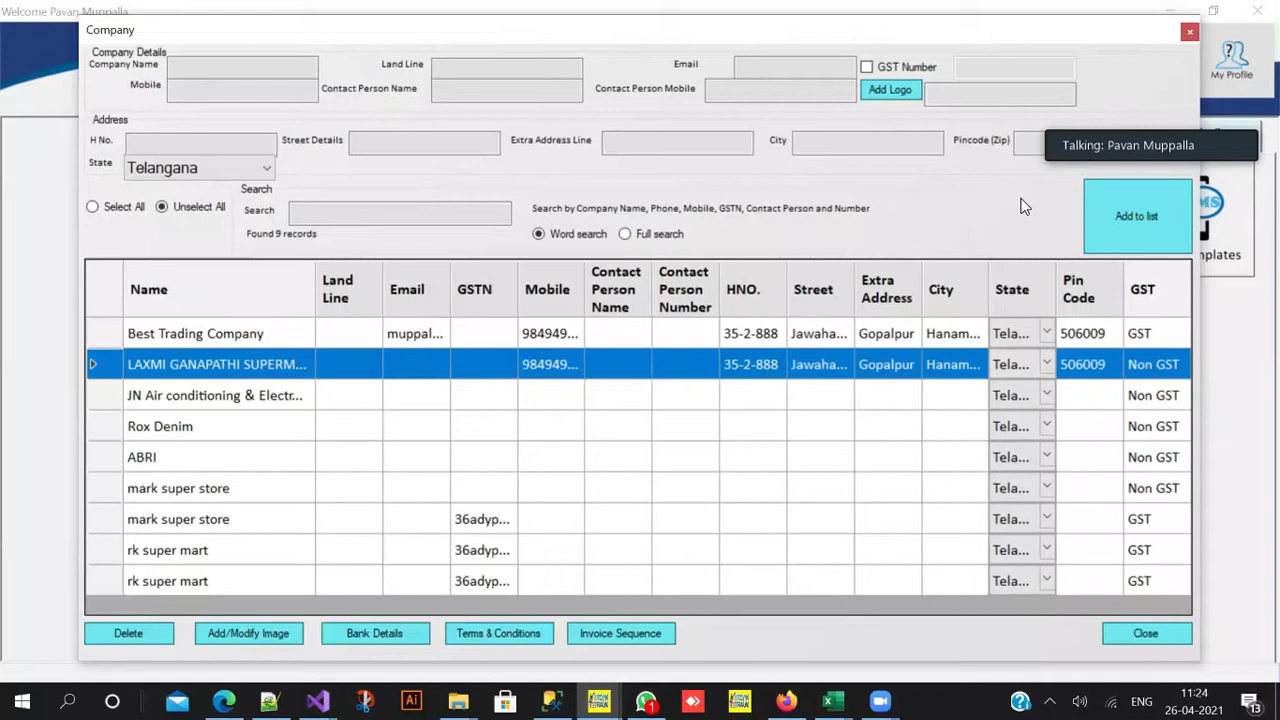 Welcome Pavan Muppalla
Company
Company Details
Company Name Land Line Email GST Number
Mobile Contact Person Name Contact Person Mobile Add Logo
My Profile
Address
H No. Street Details Extra Address Line City Pincode (Zip)
Talking: Pavan Muppalla
State Telangana
Select All Unselect All
Search
Search Search by Company Name, Phone, Mobile, GSTN, Contact Person and Number
Found 9 records Word search Full search
Add to list
mplates
Name Land Line Email GSTN Mobile Contact Person Name Contact Person Number HNO. Street Extra Address City State Pin Code GST
Best Trading Company muppal... 984949... 35-2-888 Jawaha... Gopalpur Hanam... Tela... 506009 GST
LAXMI GANAPATHI SUPERM... 984949... 35-2-888 Jawaha... Gopalpur Hanam... Tela... 506009 Non GST
JN Air conditioning & Electr... Tela... Non GST
Rox Denim Tela... Non GST
ABRI Tela... Non GST
mark super store Tela... Non GST
mark super store 36adyp... Tela... GST
rk super mart 36adyp... Tela... GST
rk super mart 36adyp... Tela... GST
Delete Add/Modify Image Bank Details Terms & Conditions Invoice Sequence Close
Ai
1
ENG
11:24
26-04-2021
13